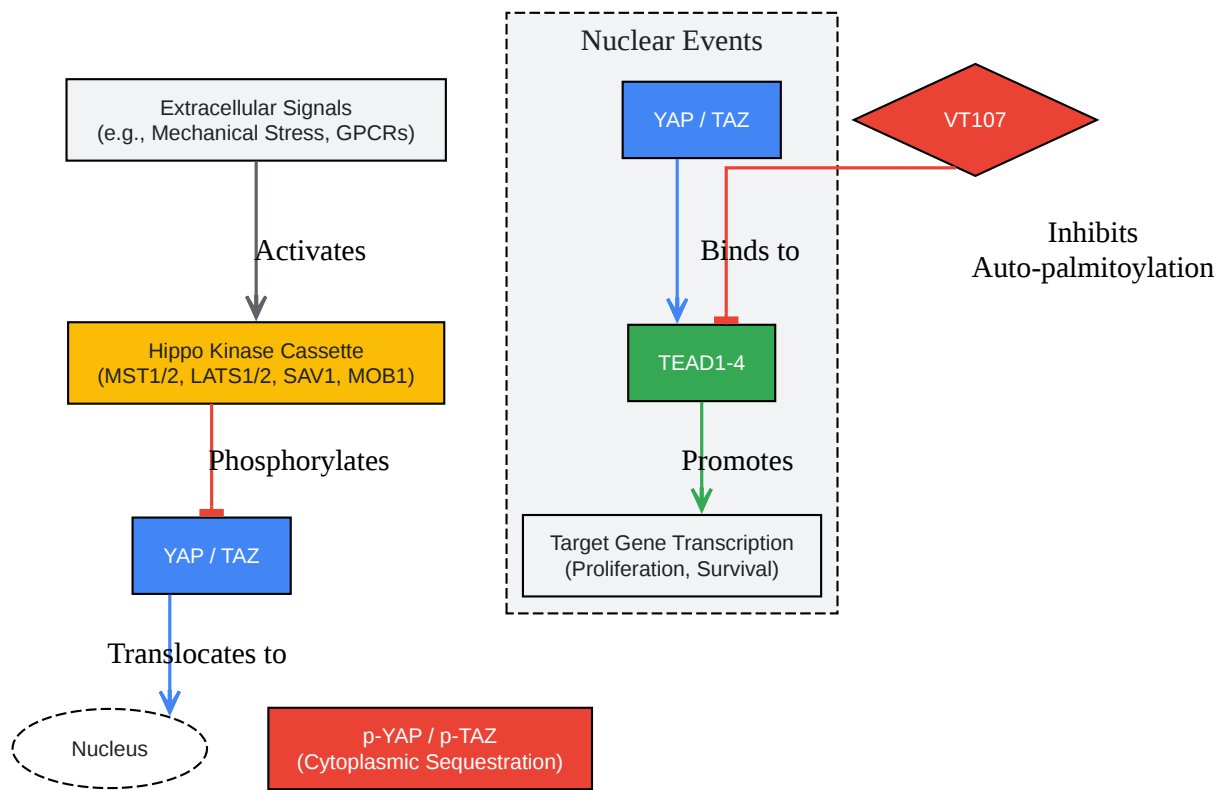 Extracellular Signals
(e.g., Mechanical Stress, GPCRs)
Activates
Hippo Kinase Cassette
(MST1/2, LATS1/2, SAV1, MOB1)
Phosphorylates
YAP / TAZ
Translocates to
Nucleus
p-YAP / p-TAZ
(Cytoplasmic Sequestration)
Nuclear Events
YAP / TAZ
Binds to
TEAD1-4
Promotes
Target Gene Transcription
(Proliferation, Survival)
VT107
Inhibits
Auto-palmitoylation